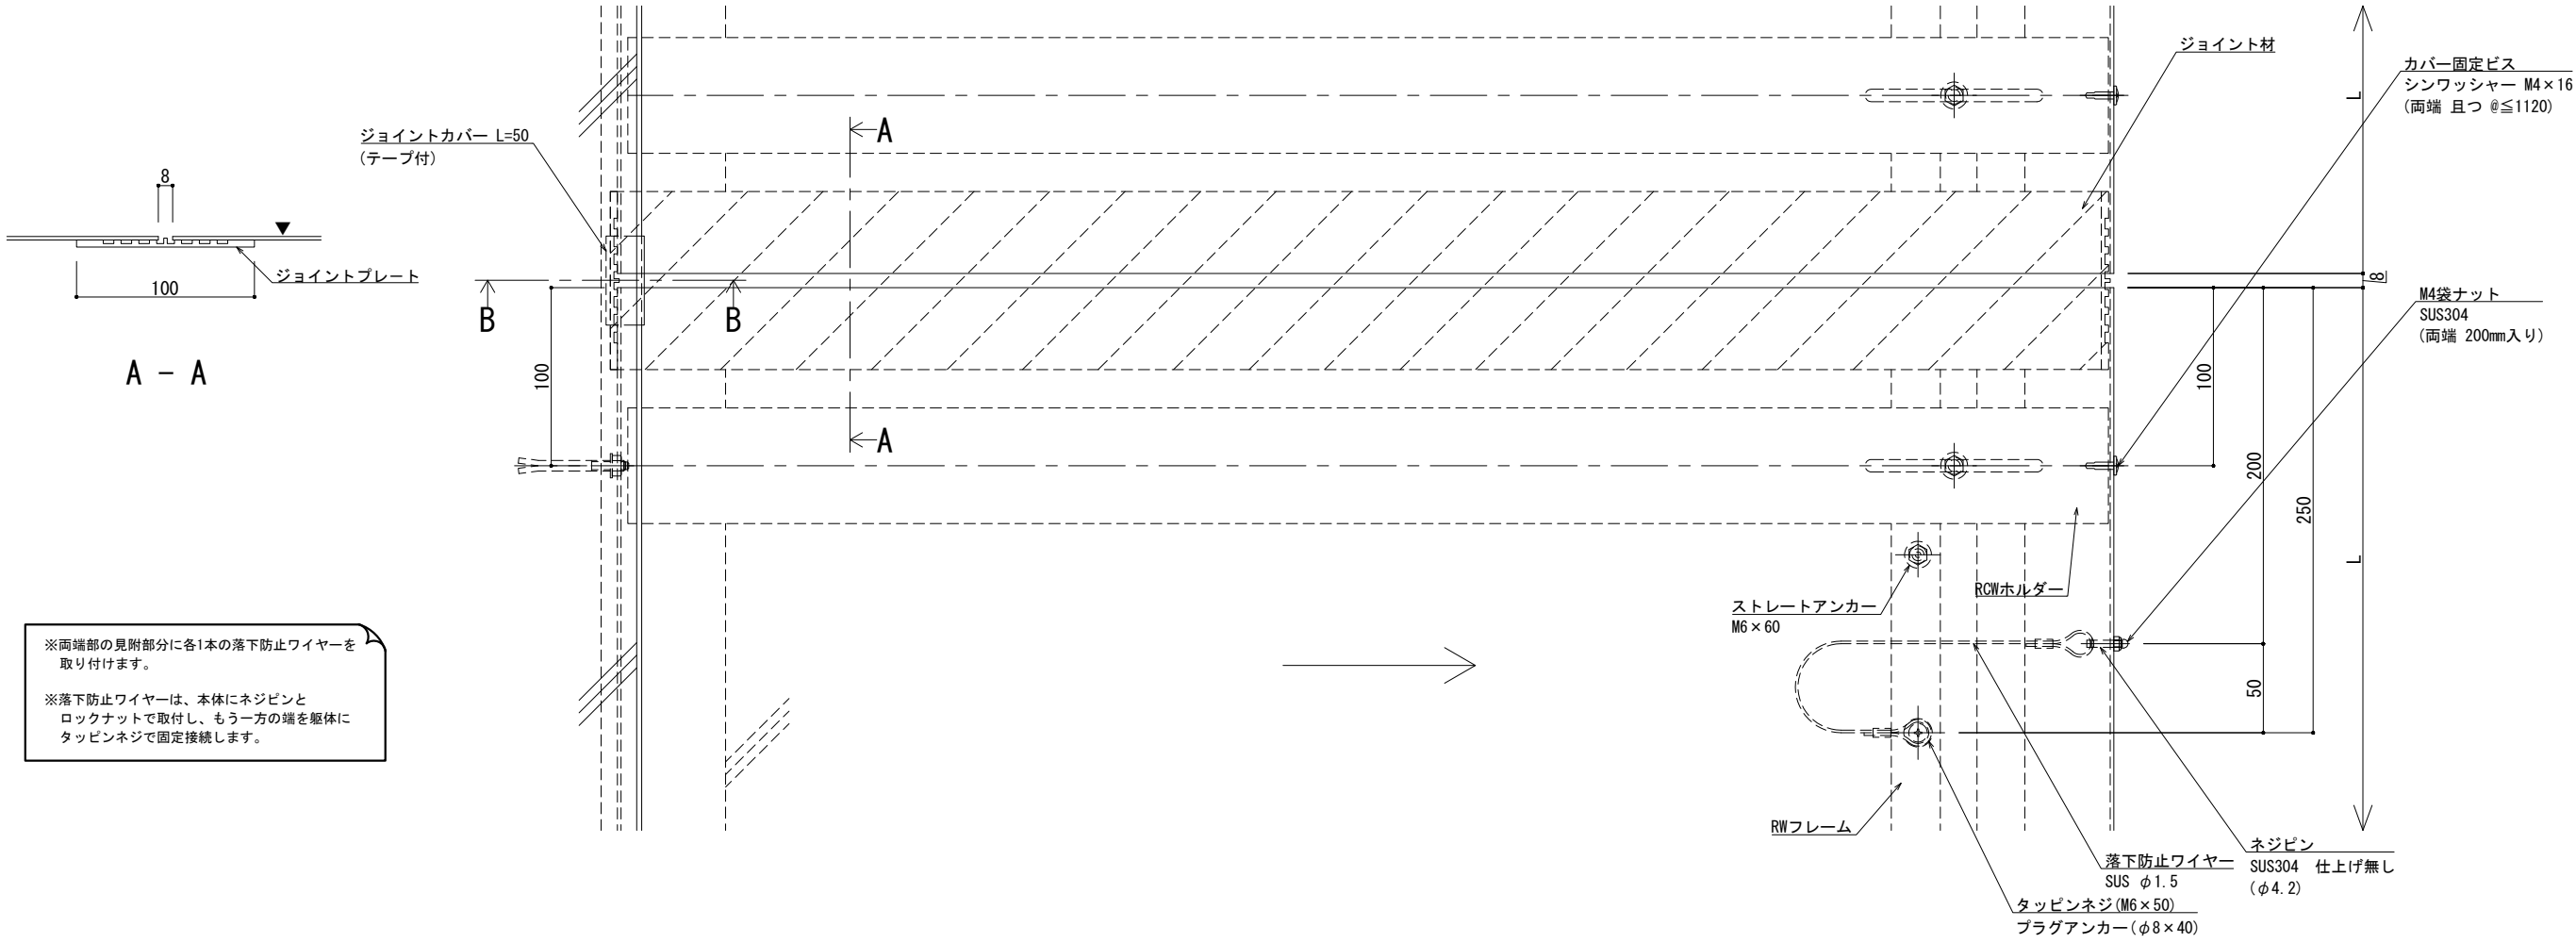 ジョイント材
カバー固定ビス
シンワッシャー M4×16
(両端 且つ @≦1120)
L
ジョイントカバー L=50
(テープ付)
A
8
ジョイントプレート
100
A － A
B
B
8
M4袋ナット
SUS304
(両端 200mm入り)
100
100
A
200
250
L
RCWホルダー
ストレートアンカー
M6×60
50
※両端部の見附部分に各1本の落下防止ワイヤーを
取り付けます。
※落下防止ワイヤーは、本体にネジピンと
ロックナットで取付し、もう一方の端を躯体に
タッピンネジで固定接続します。
RWフレーム
落下防止ワイヤー
SUS φ1.5
ネジピン
SUS304 仕上げ無し
(φ4.2)
タッピンネジ(M6×50)
プラグアンカー(φ8×40)